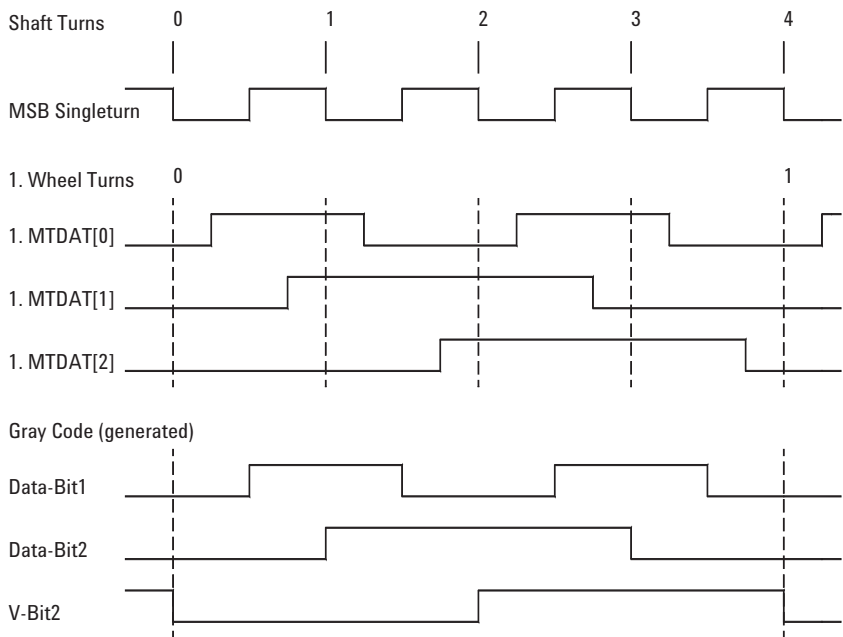 Shaft Turns 0 1 2 3 4
MSB Singleturn
1. Wheel Turns 0 1
1. MTDAT[0]
1. MTDAT[1]
1. MTDAT[2]
Gray Code (generated)
Data-Bit1
Data-Bit2
V-Bit2